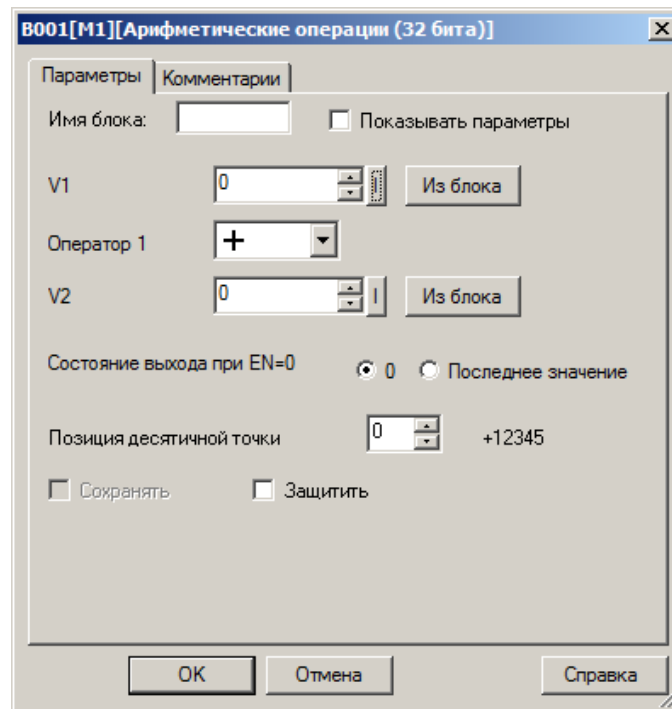 B001[M1][Арифметические операции (32 бита)]
Параметры Комментарии
Имя блока: Показывать параметры
V1 0 I Из блока
Оператор 1 +
V2 0 I Из блока
Состояние выхода при EN=0 0 Последнее значение
Позиция десятичной точки 0 +12345
Сохранять Защитить
OK Отмена Справка